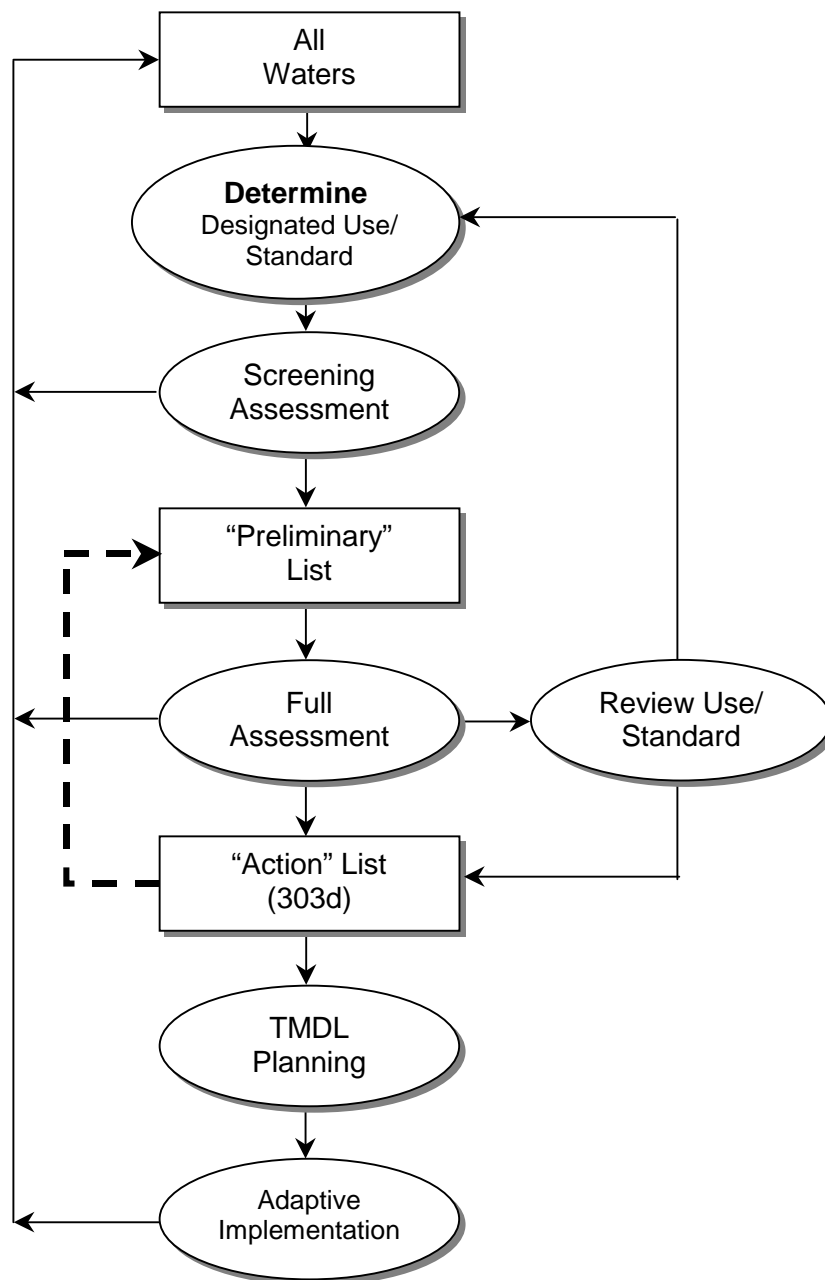 All
Waters
Determine
Designated Use/
Standard
Screening
Assessment
“Preliminary”
List
Full
Assessment
Review Use/
Standard
“Action” List
(303d)
TMDL
Planning
Adaptive
Implementation